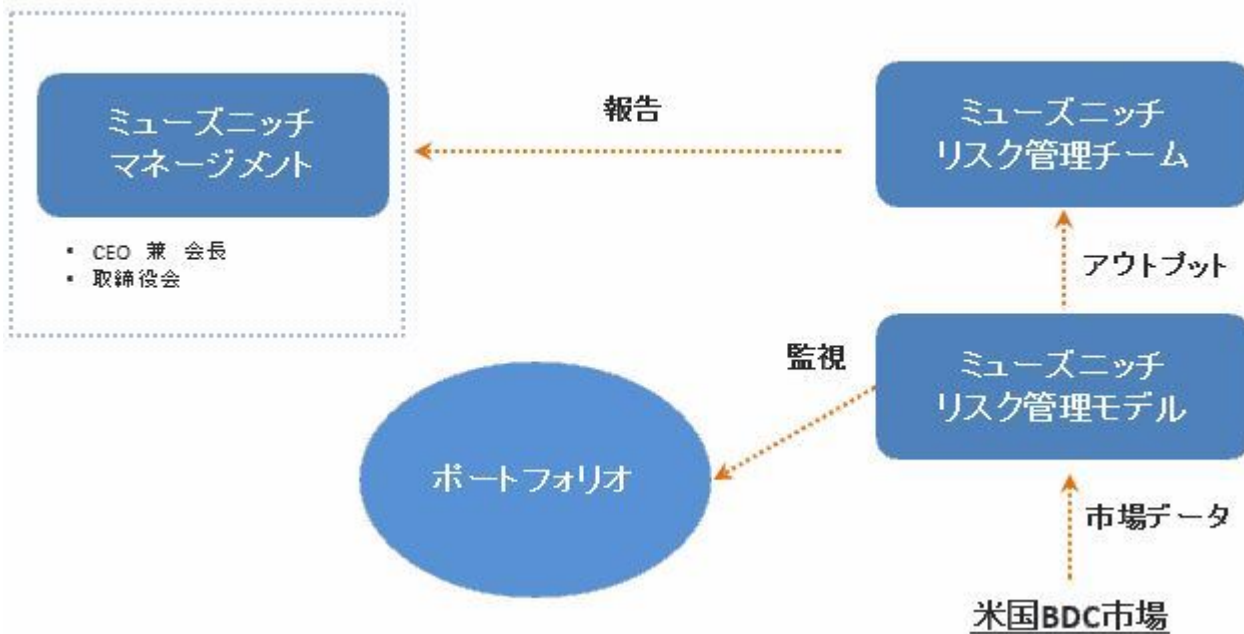 ミューズニッチ
マネージメント
• CEO 兼 会長
• 取締役会
報告
ミューズニッチ
リスク管理チーム
アウトプット
監視
ミューズニッチ
リスク管理モデル
ポートフォリオ
市場データ
米国BDC市場